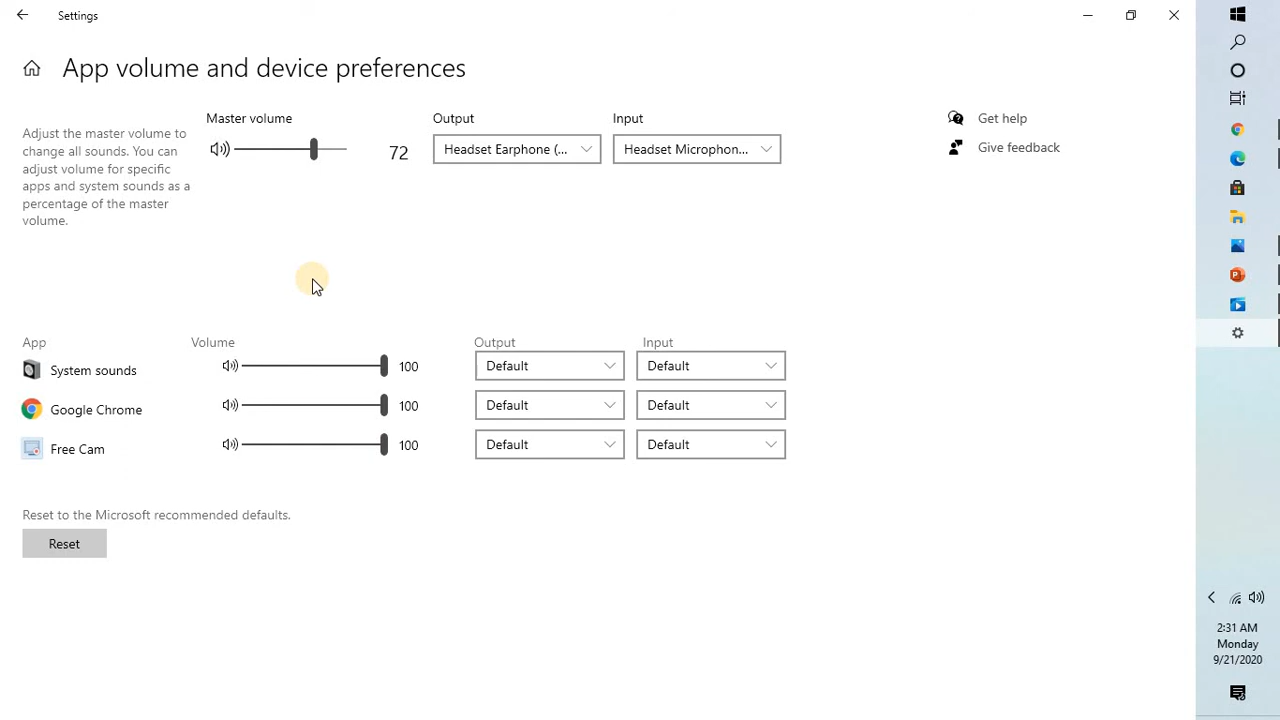 Settings
App volume and device preferences
Adjust the master volume to
change all sounds. You can
adjust volume for specific
apps and system sounds as a
percentage of the master
volume.
Master volume
72
Output
Headset Earphone (...
Input
Headset Microphon...
Get help
Give feedback
App Volume Output Input
System sounds 100 Default Default
Google Chrome 100 Default Default
Free Cam 100 Default Default
Reset to the Microsoft recommended defaults.
Reset
2:31 AM
Monday
9/21/2020